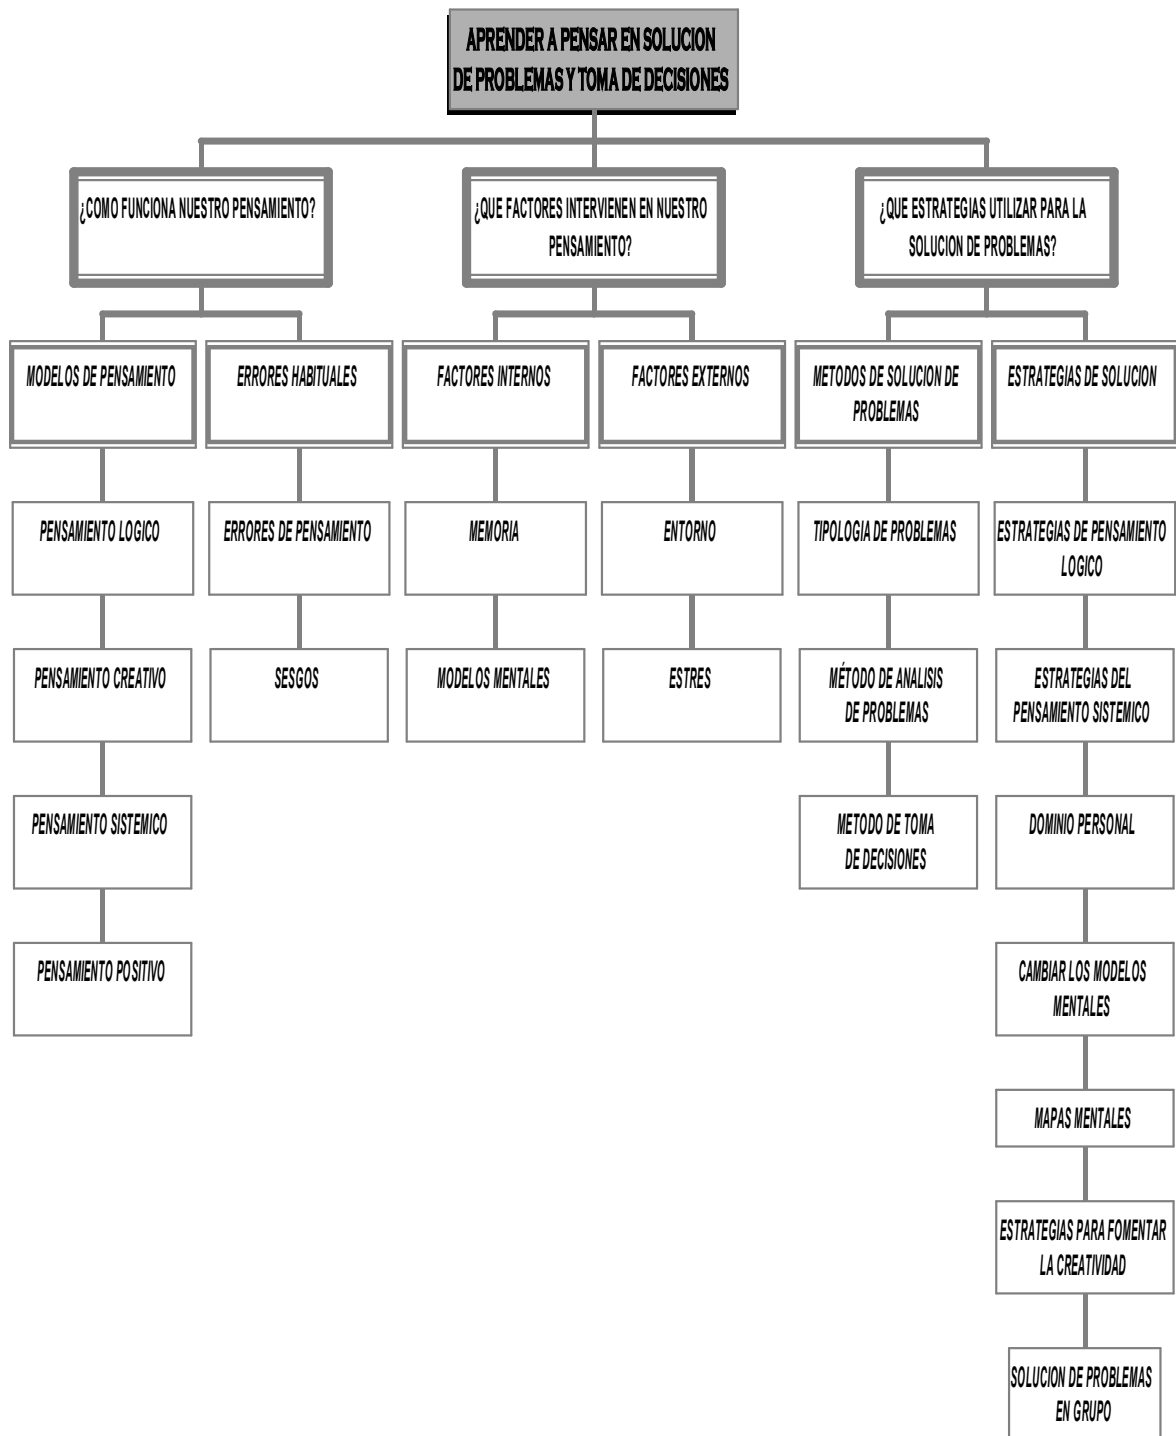 APRENDER A PENSAR EN SOLUCION
DE PROBLEMAS Y TOMA DE DECISIONES
¿COMO FUNCIONA NUESTRO PENSAMIENTO?
¿QUE FACTORES INTERVIENEN EN NUESTRO
PENSAMIENTO?
¿QUE ESTRATEGIAS UTILIZAR PARA LA
SOLUCION DE PROBLEMAS?
MODELOS DE PENSAMIENTO
ERRORES HABITUALES
FACTORES INTERNOS
FACTORES EXTERNOS
METODOS DE SOLUCION DE
PROBLEMAS
ESTRATEGIAS DE SOLUCION
PENSAMIENTO LOGICO
ERRORES DE PENSAMIENTO
MEMORIA
ENTORNO
TIPOLOGIA DE PROBLEMAS
ESTRATEGIAS DE PENSAMIENTO
LOGICO
PENSAMIENTO CREATIVO
SESGOS
MODELOS MENTALES
ESTRES
MÉTODO DE ANALISIS
DE PROBLEMAS
ESTRATEGIAS DEL
PENSAMIENTO SISTEMICO
PENSAMIENTO SISTEMICO
METODO DE TOMA
DE DECISIONES
DOMINIO PERSONAL
PENSAMIENTO POSITIVO
CAMBIAR LOS MODELOS
MENTALES
MAPAS MENTALES
ESTRATEGIAS PARA FOMENTAR
LA CREATIVIDAD
SOLUCION DE PROBLEMAS
EN GRUPO